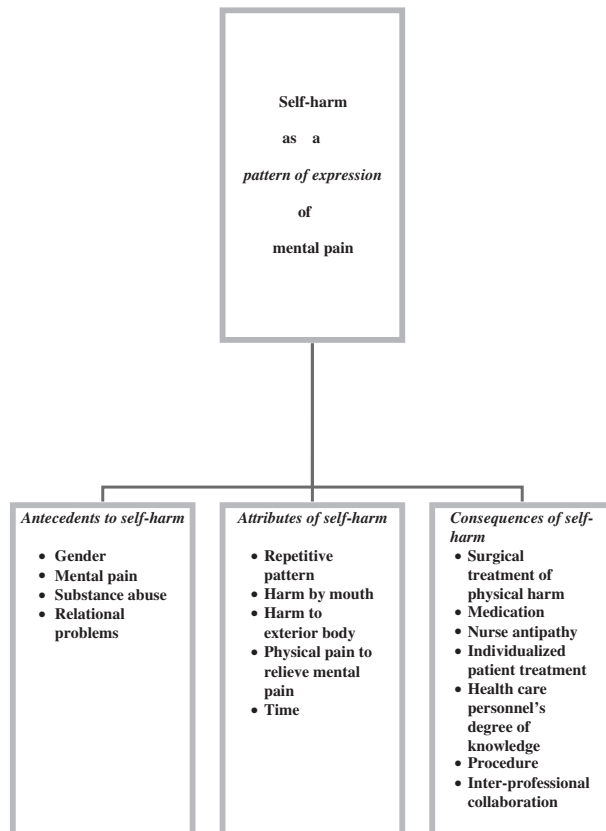 Self-harm
as a
pattern of expression
of
mental pain
Antecedents to self-harm
• Gender
• Mental pain
• Substance abuse
• Relational
problems
Attributes of self-harm
• Repetitive
pattern
• Harm by mouth
• Harm to
exterior body
• Physical pain to
relieve mental
pain
• Time
Consequences of self-
harm
• Surgical
treatment of
physical harm
• Medication
• Nurse antipathy
• Individualized
patient treatment
• Health care
personnel’s
degree of
knowledge
• Procedure
• Inter-professional
collaboration